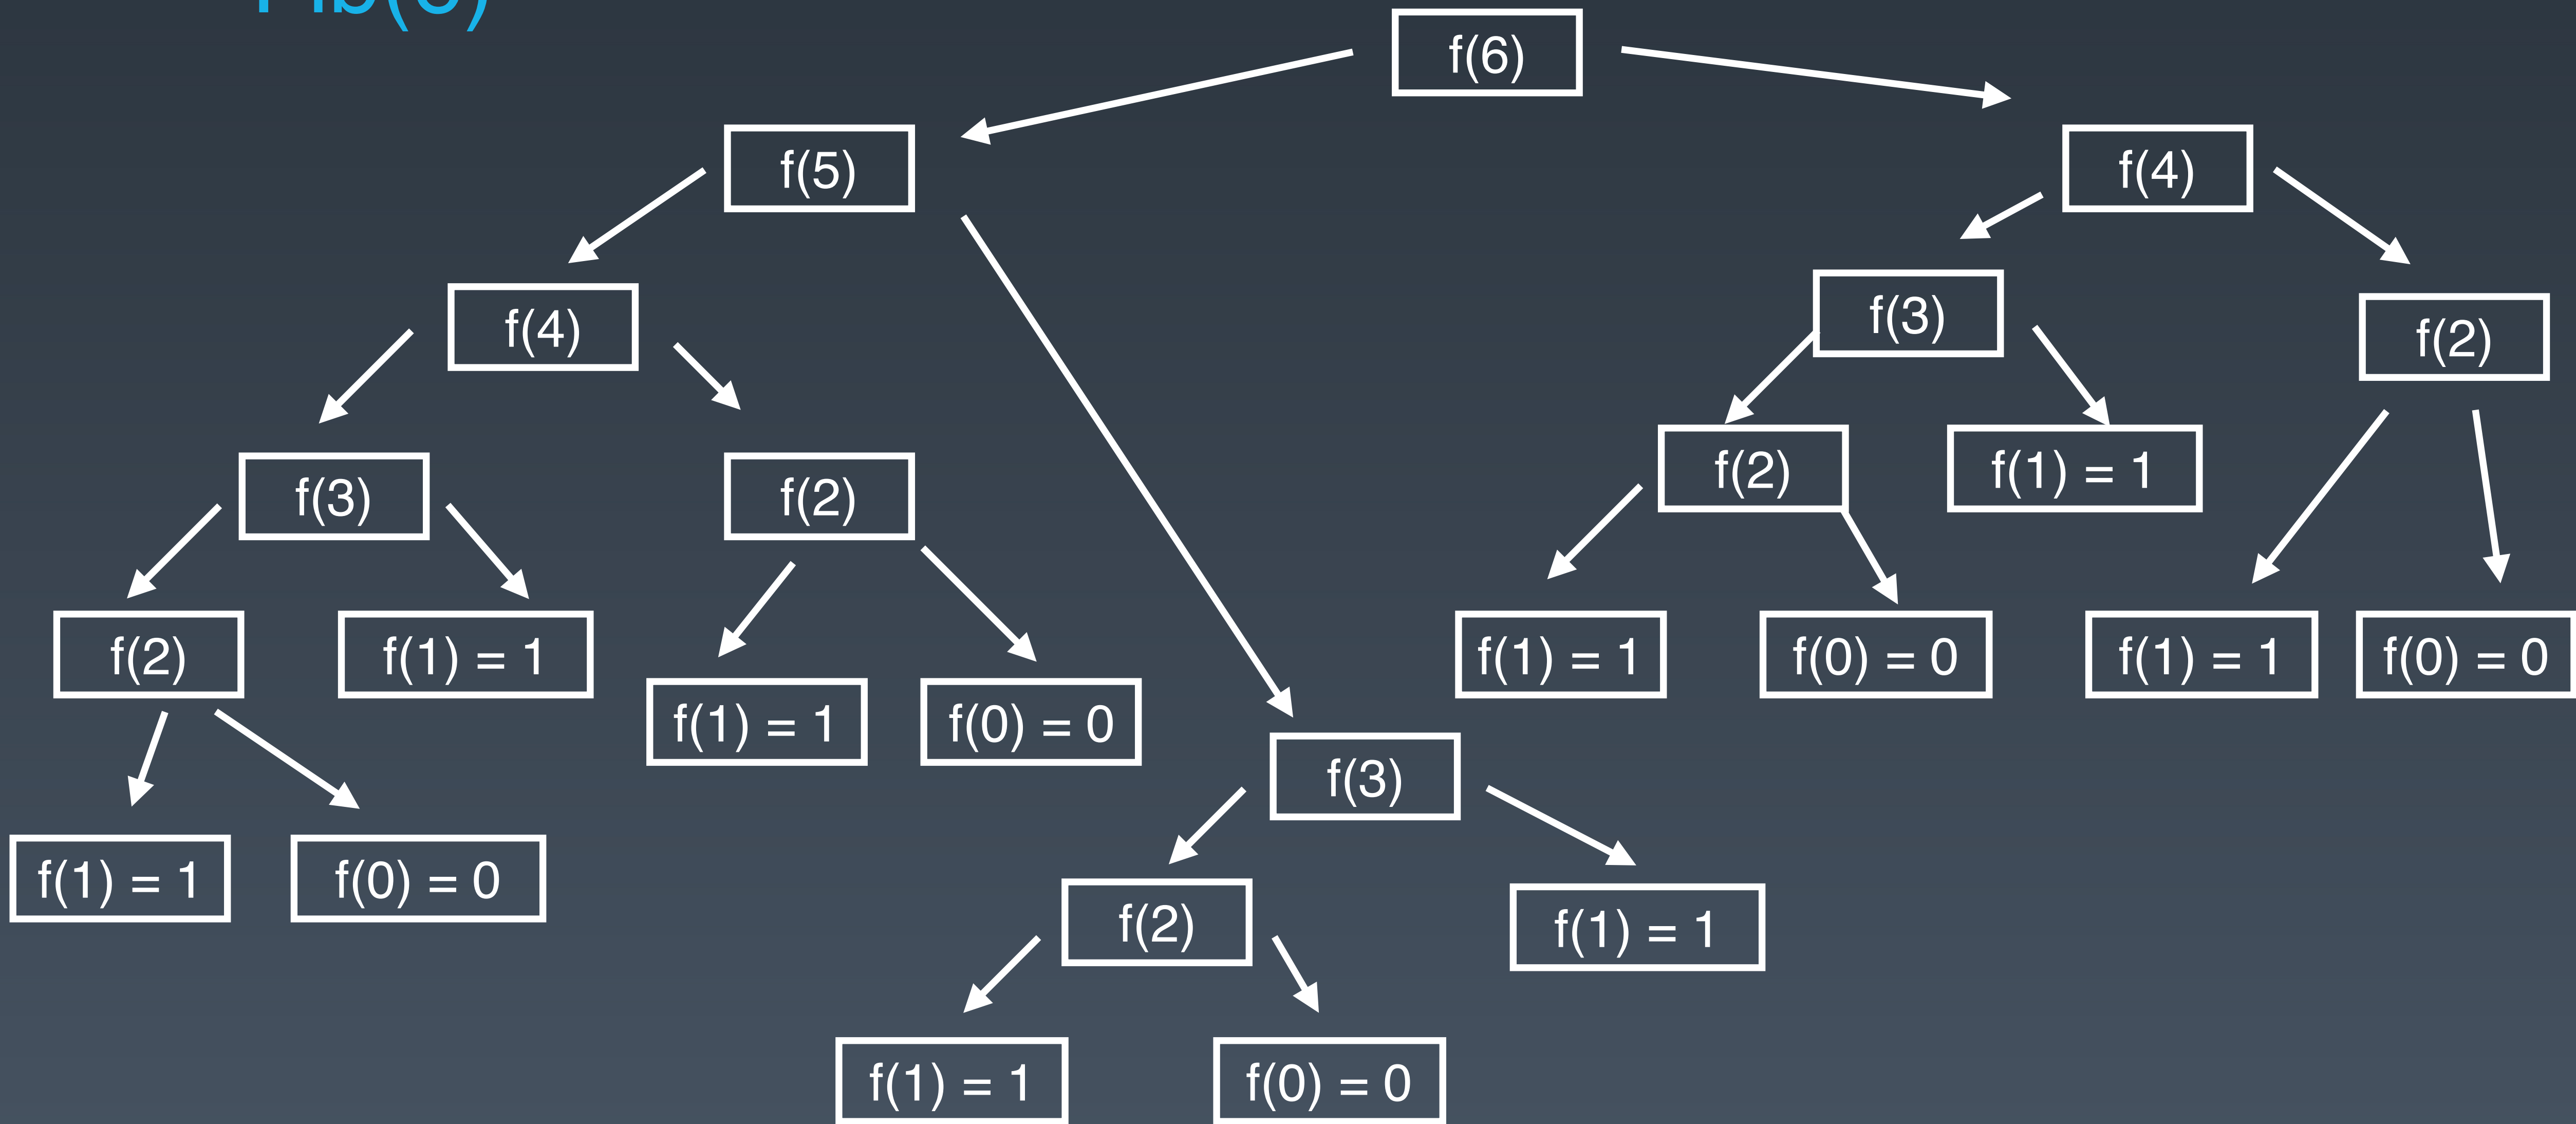 f(6)
f(5)
f(4)
f(4)
f(3)
f(2)
f(3)
f(2)
f(2)
f(1) = 1
f(3)
f(2)
f(2)
f(1) = 1
f(1) = 1
f(0) = 0
f(1) = 1
f(0) = 0
f(1) = 1
f(0) = 0
f(3)
f(1) = 1
f(0) = 0
f(2)
f(1) = 1
f(1) = 1
f(0) = 0